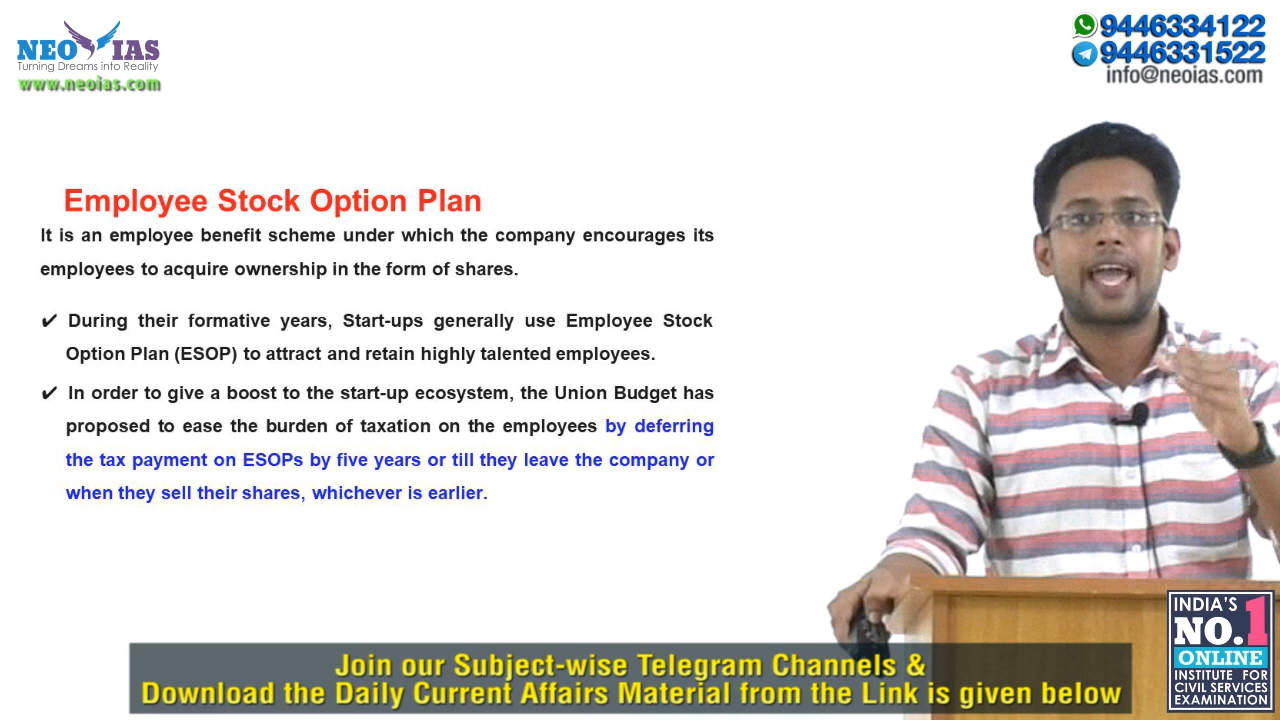 NEO IAS
Turning Dreams into Reality
www.neoias.com
9446334122
9446331522
info@neoias.com
Employee Stock Option Plan
It is an employee benefit scheme under which the company encourages its
employees to acquire ownership in the form of shares.
✔ During their formative years, Start-ups generally use Employee Stock
Option Plan (ESOP) to attract and retain highly talented employees.
✔ In order to give a boost to the start-up ecosystem, the Union Budget has
proposed to ease the burden of taxation on the employees by deferring
the tax payment on ESOPs by five years or till they leave the company or
when they sell their shares, whichever is earlier.
INDIA'S
NO.1
ONLINE
INSTITUTE FOR
CIVIL SERVICES
EXAMINATION
Join our Subject-wise Telegram Channels &
Download the Daily Current Affairs Material from the Link is given below